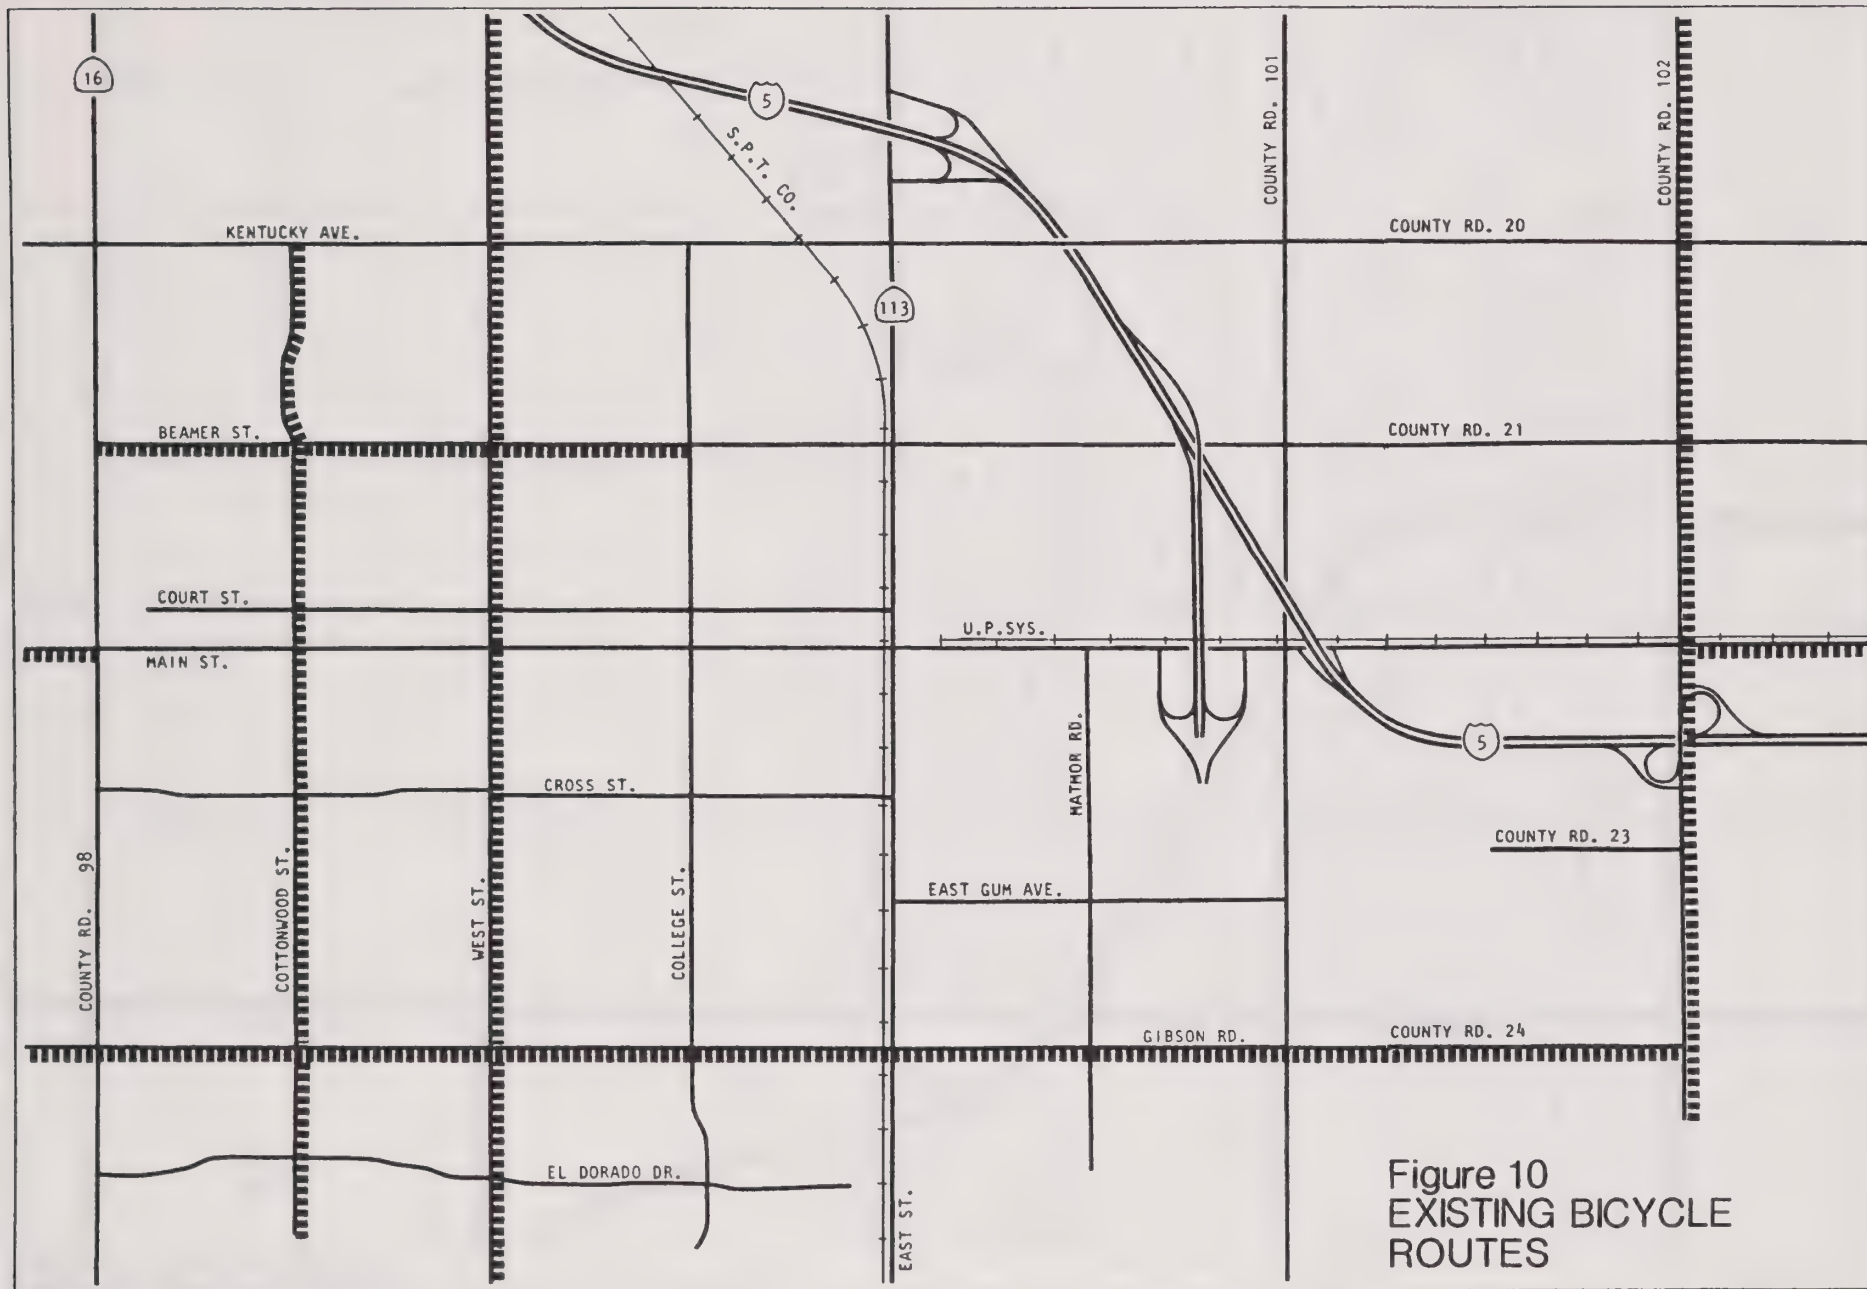 16
5
S.P.T. CO.
COUNTY RD. 101
COUNTY RD. 102
KENTUCKY AVE.
COUNTY RD. 20
113
BEAMER ST.
COUNTY RD. 21
COURT ST.
U.P.SYS.
MAIN ST.
MATMOR RD.
5
CROSS ST.
COUNTY RD. 23
COUNTY RD. 98
COTTONWOOD ST.
WEST ST.
COLLEGE ST.
EAST GUM AVE.
GIBSON RD.
COUNTY RD. 24
EL DORADO DR.
EAST ST.
Figure 10
EXISTING BICYCLE
ROUTES